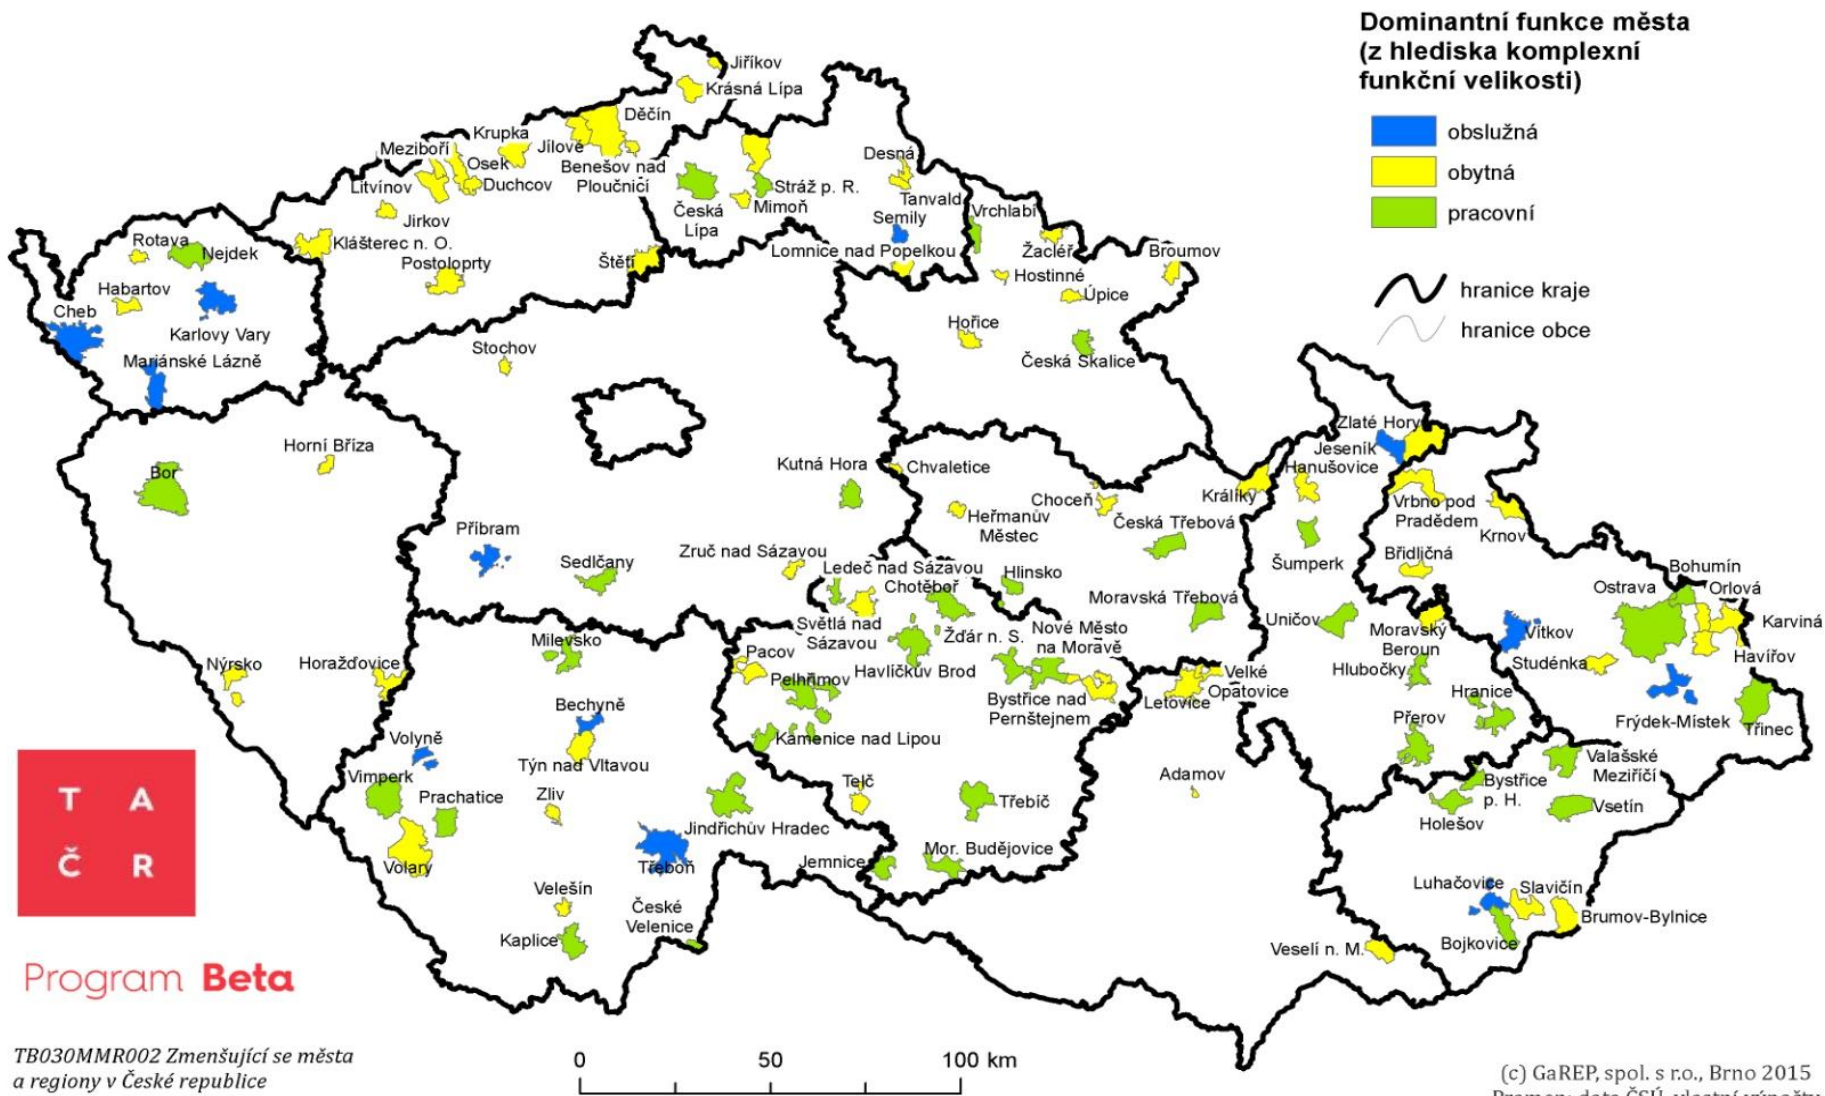 Dominantní funkce města
(z hlediska komplexní
funkční velikosti)
obslužná
obytná
pracovní
hranice kraje
hranice obce
Jiříkov
Krásná Lípa
Děčín
Krupka
Jílové
Meziboří
Osek
Benešov nad
Ploučnicí
Desná
Litvínov
Duchcov
Stráž p. R.
Mimoň
Tanvald
Jirkov
Česká
Lípa
Semily
Vrchlabí
Rotava
Nejdek
Klášterec n. O.
Postoloprty
Štětí
Lomnice nad Popelkou
Žacléř
Broumov
Hostinné
Habartov
Úpice
Cheb
Karlovy Vary
Hořice
Mariánské Lázně
Stochov
Česká Skalice
Zlaté Hory
Jeseník
Horní Bříza
Kutná Hora
Chvaletice
Hanušovice
Bor
Choceň
Králíky
Vrbno pod
Pradědem
Heřmanův
Městec
Česká Třebová
Krnov
Příbram
Zruč nad Sázavou
Břidličná
Sedlčany
Ledeč nad Sázavou
Hlinsko
Šumperk
Bohumín
Chotěboř
Ostrava
Orlová
Moravská Třebová
Světlá nad
Sázavou
Uničov
Karviná
Milevsko
Žďár n. S.
Nové Město
na Moravě
Moravský
Beroun
Vítkov
Pacov
Havlíčkův Brod
Havířov
Nýrsko
Horažďovice
Studénka
Pelhřimov
Velké
Opatovice
Hlubočky
Bystřice nad
Pernštejnem
Letovice
Hranice
Bechyně
Přerov
Frýdek-Místek
Třinec
Volyně
Kamenice nad Lipou
Týn nad Vltavou
Valašské
Meziříčí
Vimperk
Telč
Adamov
Bystřice
p. H.
Prachatice
Zliv
Třebíč
Vsetín
Holešov
Jindřichův Hradec
Mor. Budějovice
Volary
Třeboň
Jemnice
Luhačovice
Slavičín
Velešín
České
Velenice
Brumov-Bylnice
Kaplice
Veselí n. M.
Bojkovice
T A
Č R
Program Beta
TB030MMR002 Zmenšující se města
a regiony v České republice
0 50 100 km
(c) GaREP, spol. s r.o., Brno 2015